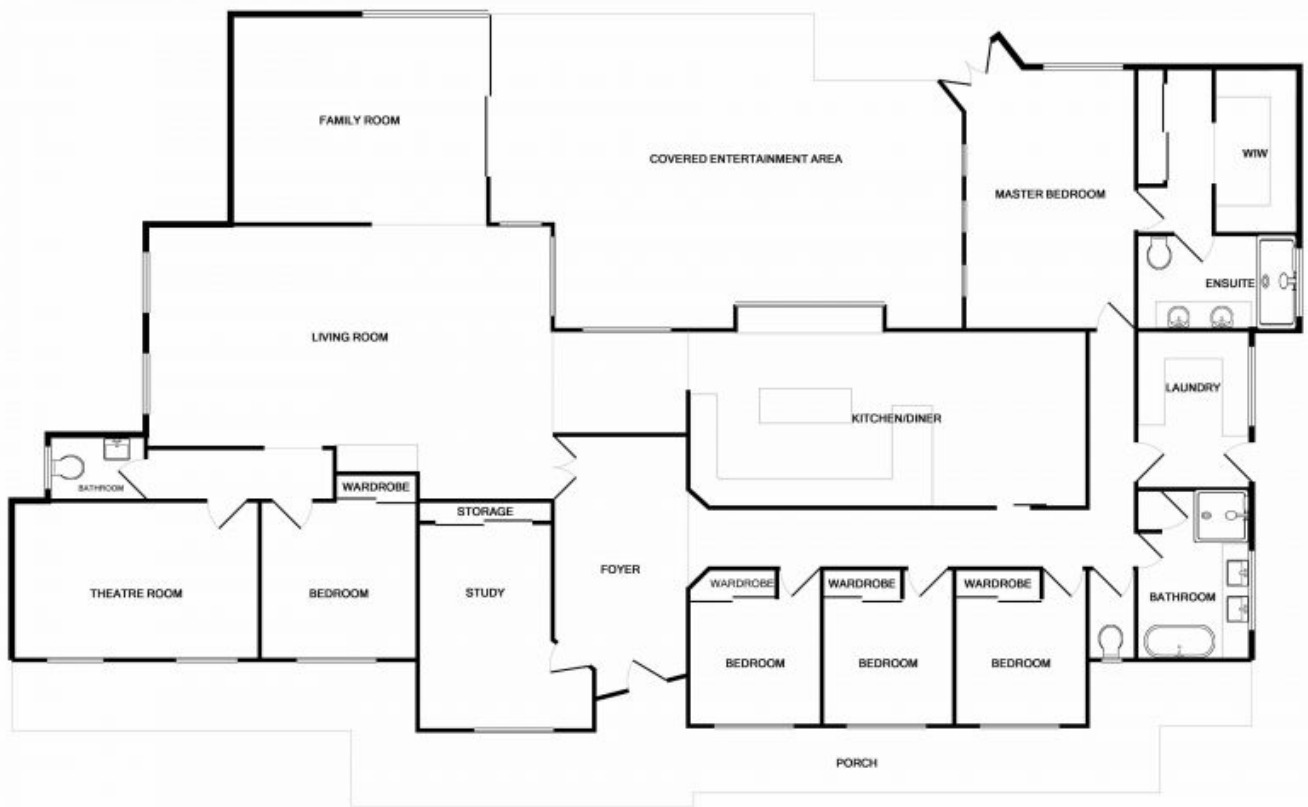 FAMILY ROOM
COVERED ENTERTAINMENT AREA
WIW
MASTER BEDROOM
ENSUITE
LIVING ROOM
LAUNDRY
KITCHEN/DINER
BATHROOM
WARDROBE
STORAGE
THEATRE ROOM
BEDROOM
STUDY
FOYER
WARDROBE
WARDROBE
WARDROBE
BATHROOM
BEDROOM
BEDROOM
BEDROOM
PORCH